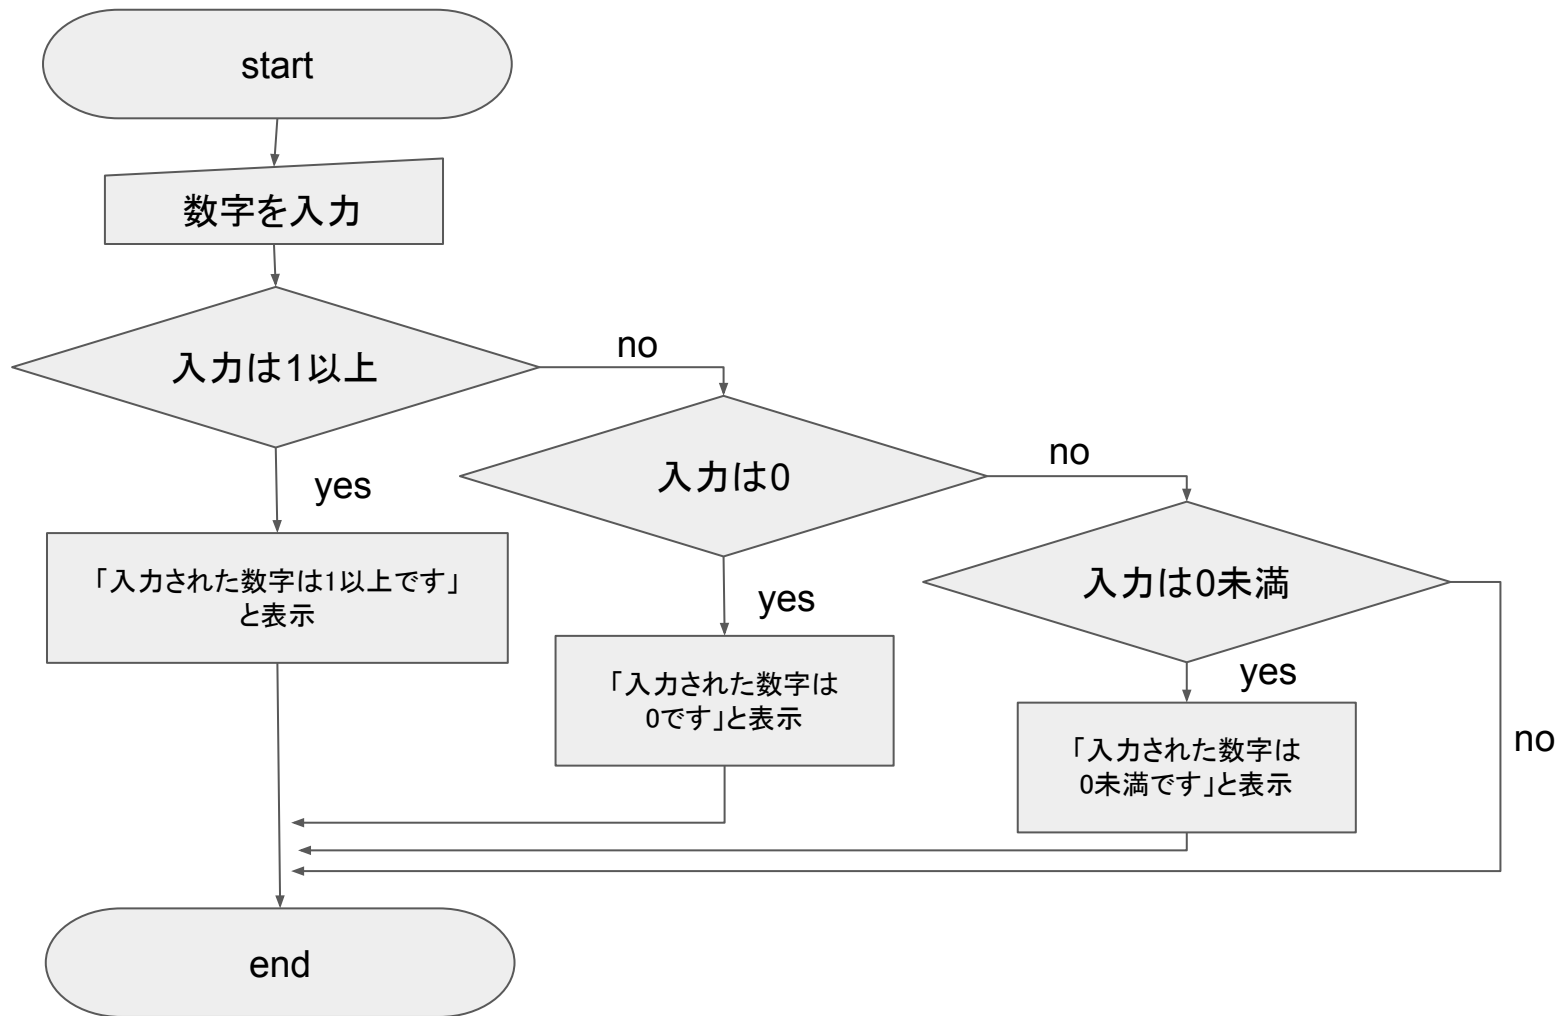 start
数字を入力
入力は1以上
no
yes
入力は0
no
yes
入力は0未満
yes
no
「入力された数字は1以上です」
と表示
「入力された数字は
0です」と表示
「入力された数字は
0未満です」と表示
end